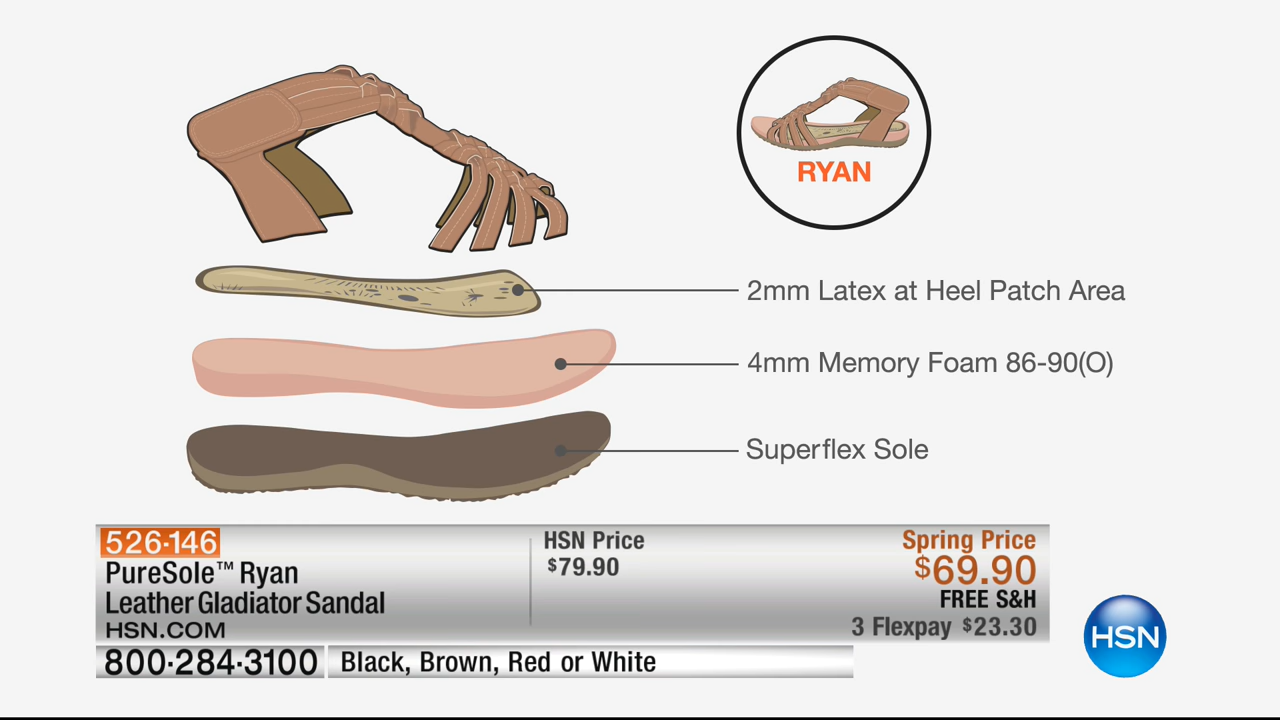 RYAN
2mm Latex at Heel Patch Area
4mm Memory Foam 86-90(O)
Superflex Sole
526-146
PureSole™ Ryan
Leather Gladiator Sandal
HSN.COM
HSN Price
$79.90
Spring Price
$69.90
FREE S&H
3 Flexpay $23.30
800·284·3100
Black, Brown, Red or White
HSN